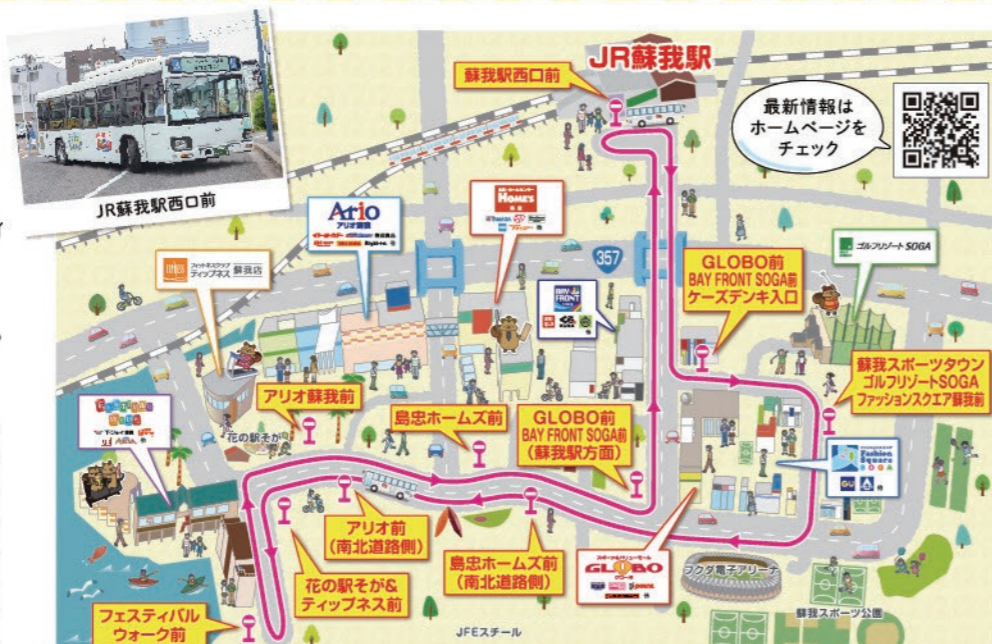 JR蘇我駅西口前
JR蘇我駅
蘇我駅西口前
最新情報は
ホームページを
チェック
Ario
アリオ蘇我
HOME'S
フィットネスクラブ
ティップネス 蘇我店
357
BAY
FRONT
GLOBO前
BAY FRONT SOGA前
ケーズデンキ入口
ゴルフリゾート SOGA
蘇我スポーツタウン
ゴルフリゾートSOGA
ファッションスクエア蘇我前
アリオ蘇我前
島忠ホームズ前
GLOBO前
BAY FRONT SOGA前
(蘇我駅方面)
花の駅そが
Fashion
Square
SOGA
GU
アリオ前
(南北道路側)
島忠ホームズ前
(南北道路側)
GLOBO
フクダ電子アリーナ
花の駅そが&
ティップネス前
蘇我スポーツ公園
フェスティバル
ウォーク前
JFEスチール